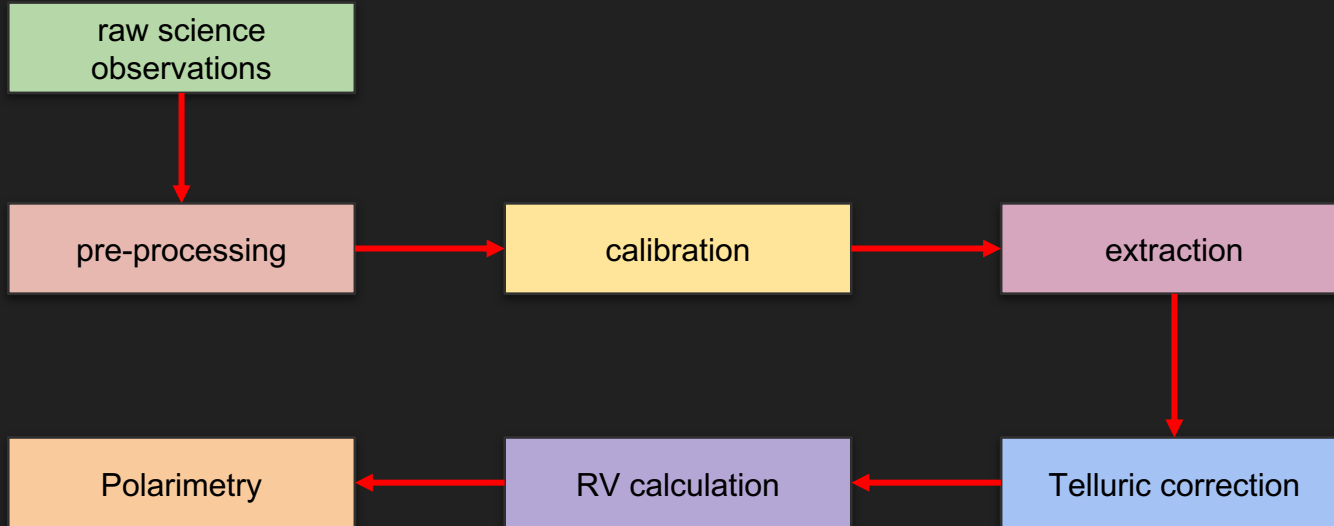 raw science
observations
pre-processing
calibration
extraction
Telluric correction
RV calculation
Polarimetry